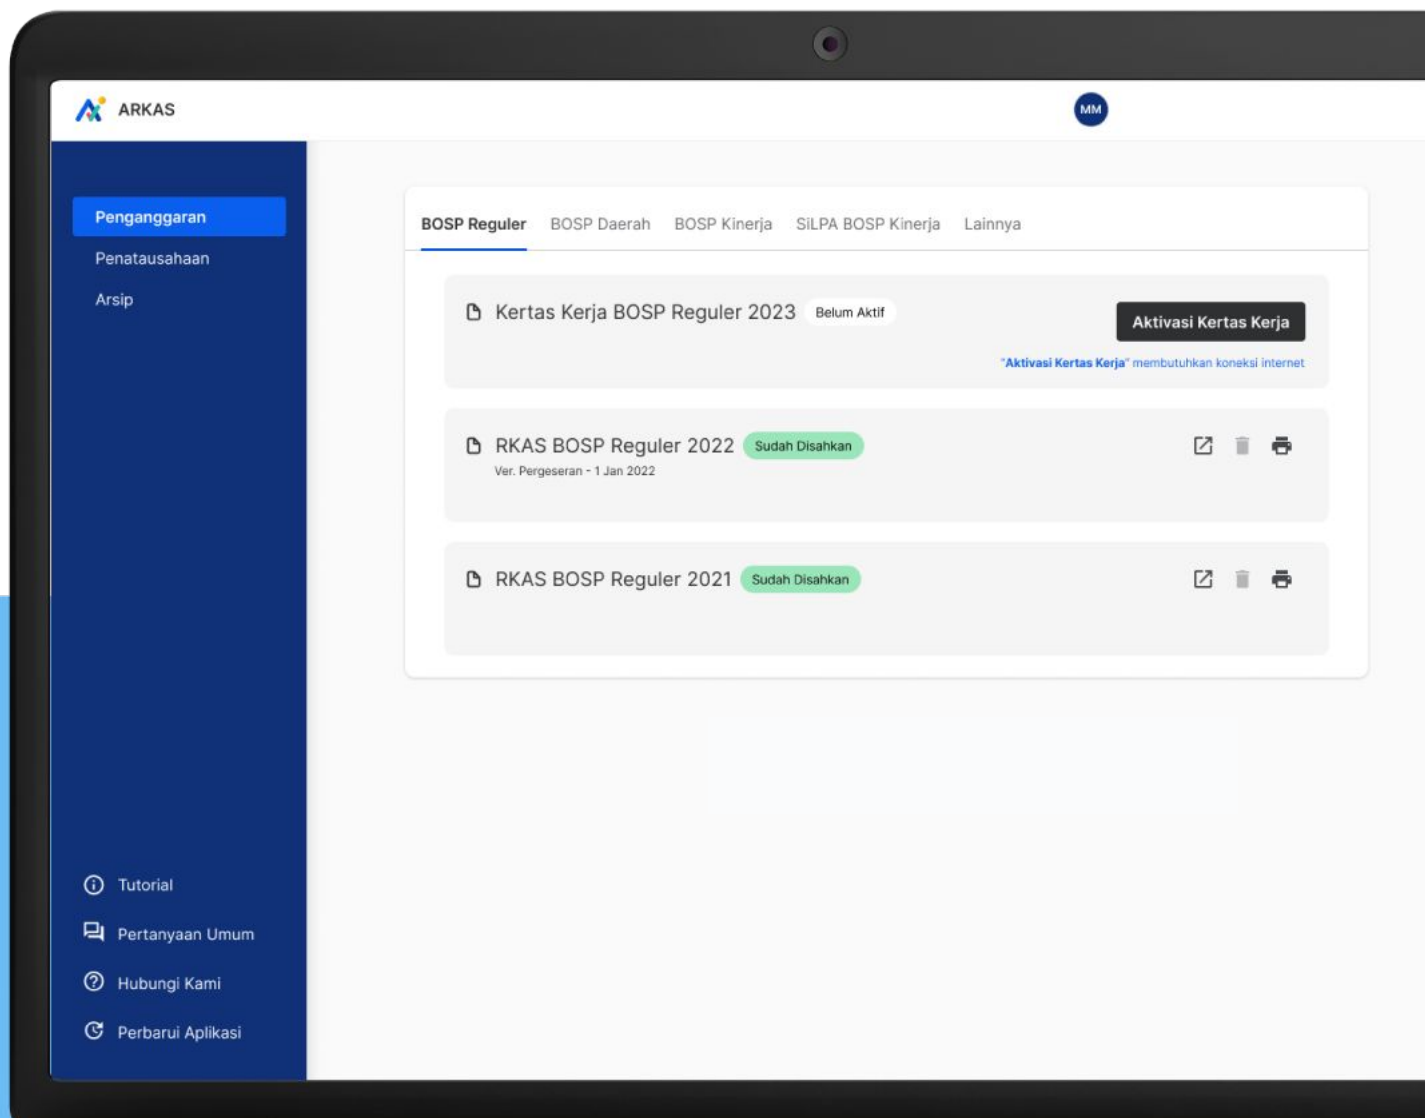 ARKAS
MM
Penganggaran
Penatausahaan
Arsip
BOSP Reguler BOSP Daerah BOSP Kinerja SiLPA BOSP Kinerja Lainnya
Kertas Kerja BOSP Reguler 2023 Belum Aktif
Aktivasi Kertas Kerja
"Aktivasi Kertas Kerja" membutuhkan koneksi internet
RKAS BOSP Reguler 2022 Sudah Disahkan
Ver. Pergeseran - 1 Jan 2022
RKAS BOSP Reguler 2021 Sudah Disahkan
Tutorial
Pertanyaan Umum
Hubungi Kami
Perbarui Aplikasi